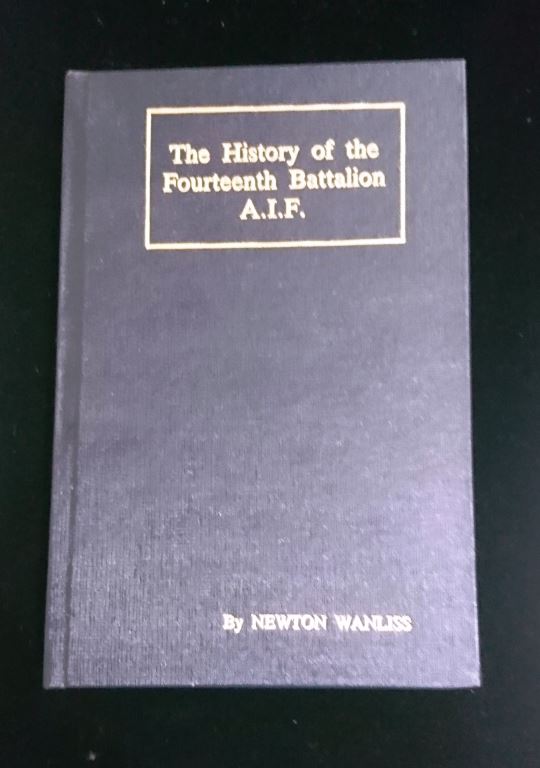 The History of the
Fourteenth Battalion
A.I.F.
By NEWTON WANLISS